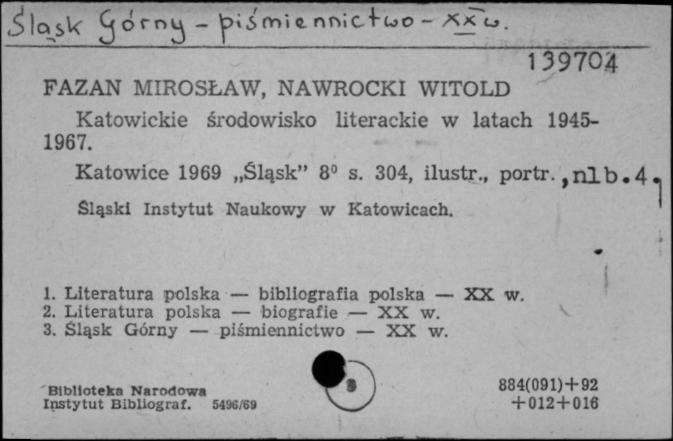 Śląsk Górny - piśmiennictwo - XX w.
139704
FAZAN MIROSŁAW, NAWROCKI WITOLD
Katowickie środowisko literackie w latach 1945-
1967.
Katowice 1969 „Śląsk” 8⁰ s. 304, ilustr., portr., nlb. 4.
Śląski Instytut Naukowy w Katowicach.
1. Literatura polska — bibliografia polska — XX w.
2. Literatura polska — biografie — XX w.
3. Śląsk Górny — piśmiennictwo — XX w.
3
Biblioteka Narodowa
Instytut Bibliograf. 5496/69
884(091)+92
+012+016